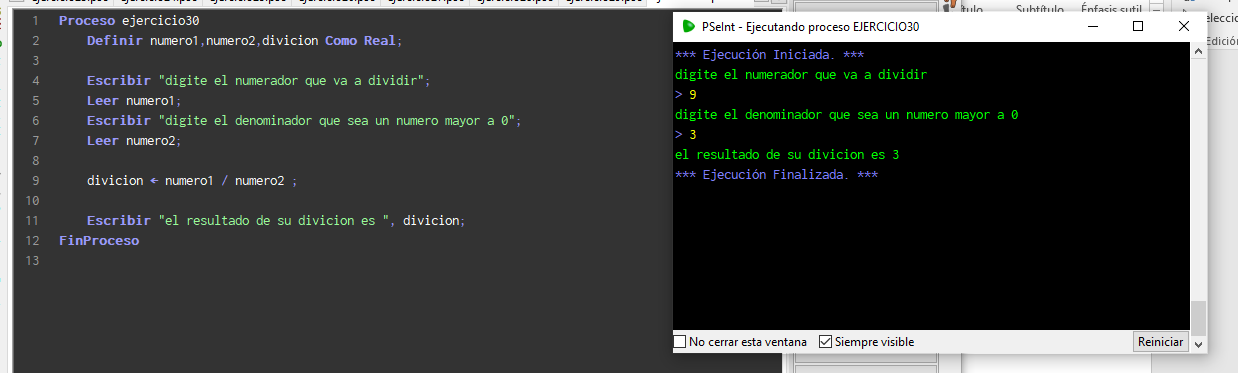 Título Subtítulo Énfasis sutil
Edición
1 Proceso ejercicio30
2 Definir numero1,numero2,divicion Como Real;
3
4 Escribir "digite el numerador que va a dividir";
5 Leer numero1;
6 Escribir "digite el denominador que sea un numero mayor a 0";
7 Leer numero2;
8
9 divicion ← numero1 / numero2 ;
10
11 Escribir "el resultado de su divicion es ", divicion;
12 FinProceso
13
PSeInt - Ejecutando proceso EJERCICIO30
*** Ejecución Iniciada. ***
digite el numerador que va a dividir
> 9
digite el denominador que sea un numero mayor a 0
> 3
el resultado de su divicion es 3
*** Ejecución Finalizada. ***
No cerrar esta ventana Siempre visible Reiniciar